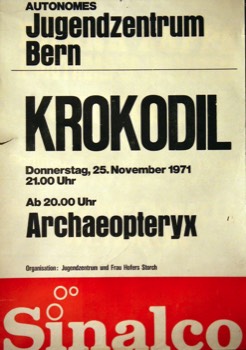 AUTONOMES
Jugendzentrum
Bern
KROKODIL
Donnerstag, 25. November 1971
21.00 Uhr
Ab 20.00 Uhr
Archaeopteryx
Organisation: Jugendzentrum und Frau Hofers Storch
Sinalco